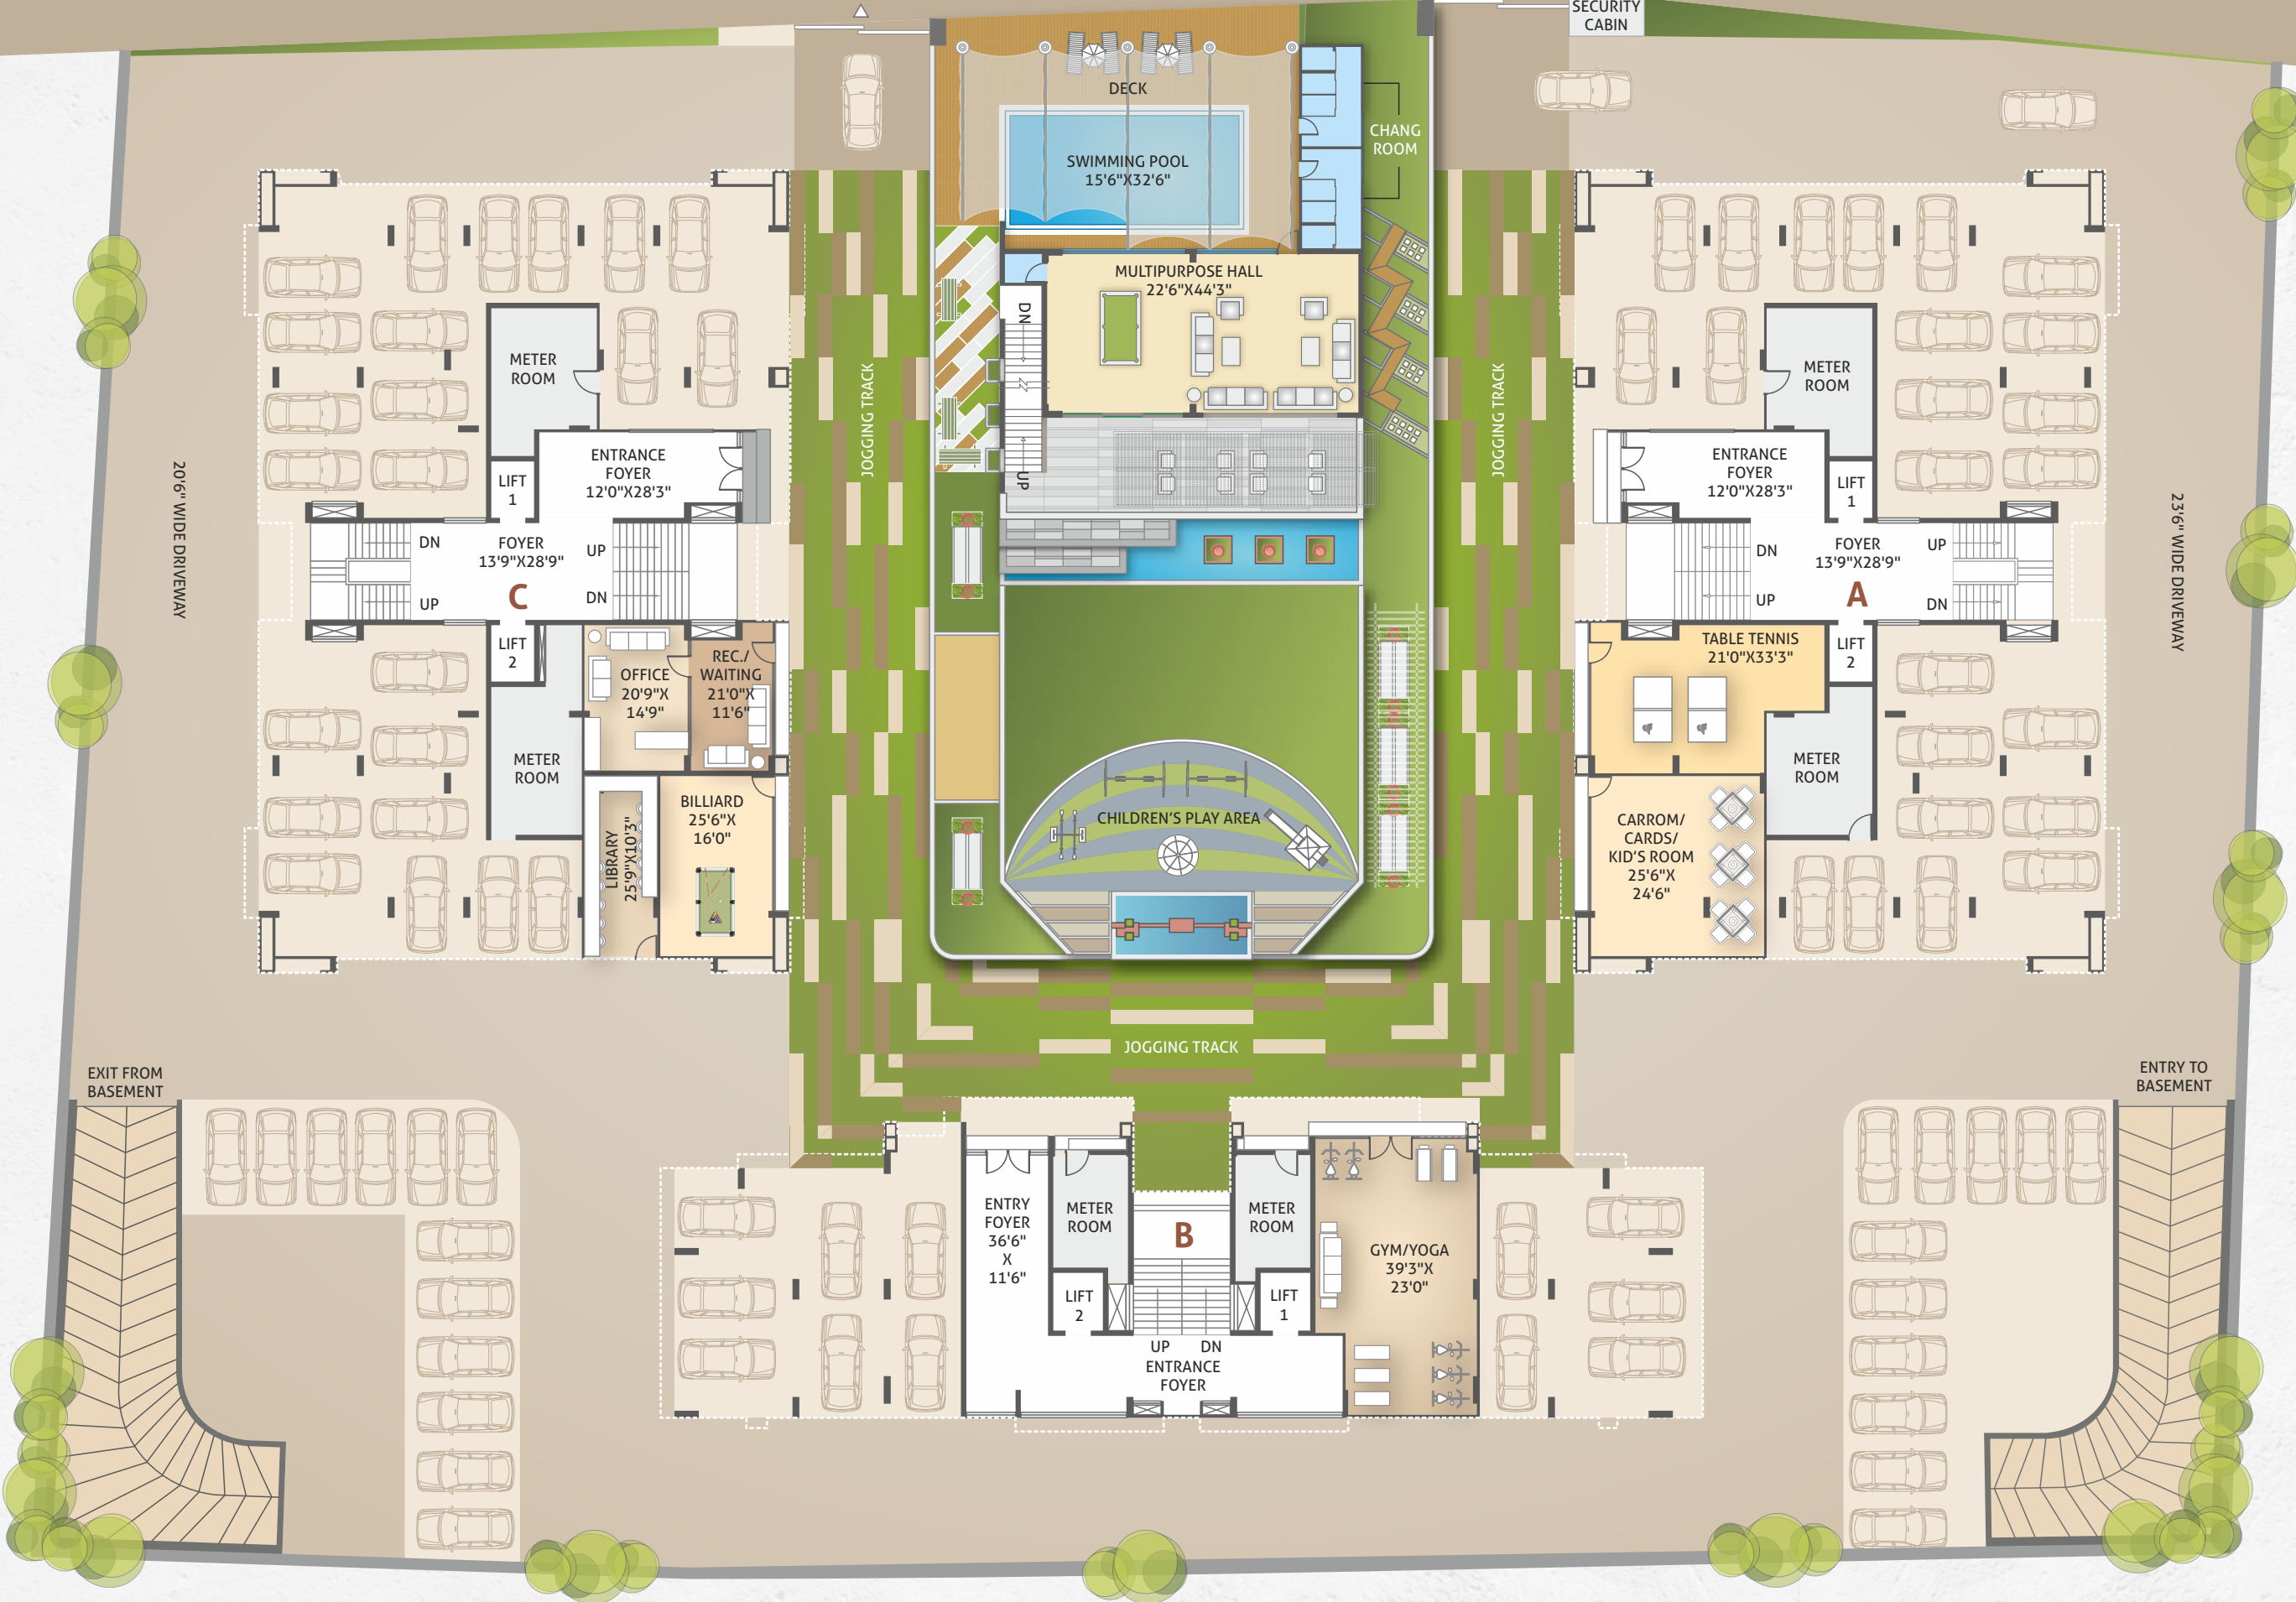 SECURITY
CABIN
DECK
SWIMMING POOL
15'6"X32'6"
CHANG
ROOM
MULTIPURPOSE HALL
22'6"X44'3"
DN
UP
JOGGING TRACK
JOGGING TRACK
20'6" WIDE DRIVEWAY
23'6" WIDE DRIVEWAY
METER
ROOM
ENTRANCE
FOYER
12'0"X28'3"
LIFT
1
DN
FOYER
13'9"X28'9"
UP
UP
C
DN
LIFT
2
OFFICE
20'9"X
14'9"
REC./
WAITING
21'0"X
11'6"
METER
ROOM
LIBRARY
25'9"X10'3"
BILLIARD
25'6"X
16'0"
METER
ROOM
ENTRANCE
FOYER
12'0"X28'3"
LIFT
1
DN
FOYER
13'9"X28'9"
UP
UP
A
DN
TABLE TENNIS
21'0"X33'3"
LIFT
2
METER
ROOM
CARROM/
CARDS/
KID'S ROOM
25'6"X
24'6"
CHILDREN'S PLAY AREA
JOGGING TRACK
EXIT FROM
BASEMENT
ENTRY TO
BASEMENT
ENTRY
FOYER
36'6"
X
11'6"
METER
ROOM
B
METER
ROOM
GYM/YOGA
39'3"X
23'0"
LIFT
2
LIFT
1
UP
DN
ENTRANCE
FOYER